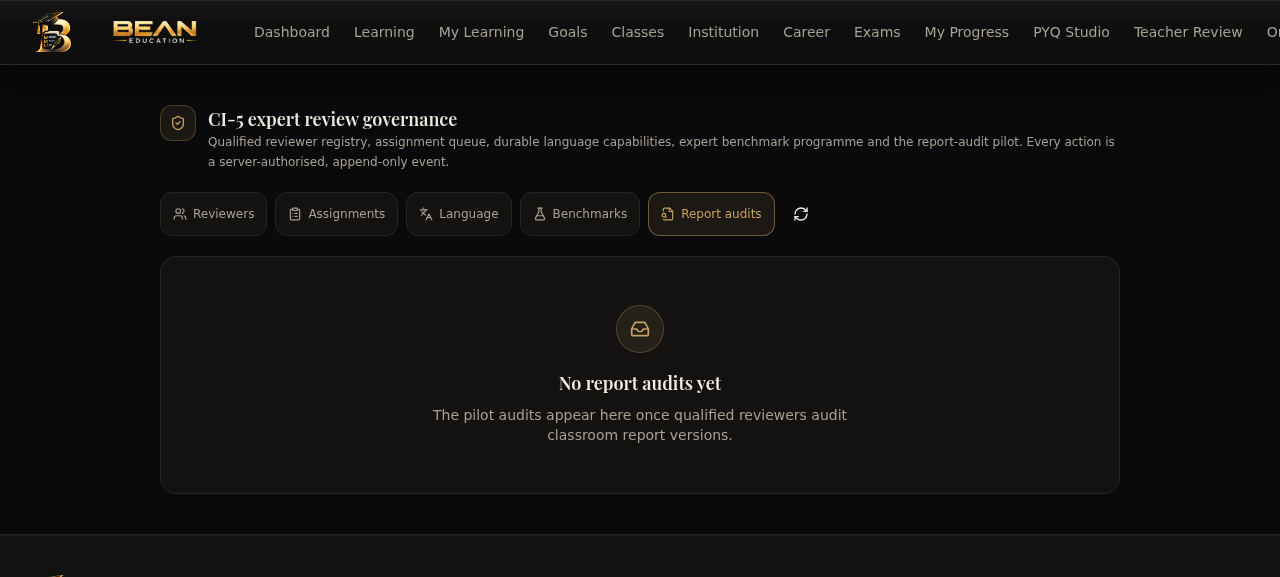 BEAN
EDUCATION
Dashboard
Learning
My Learning
Goals
Classes
Institution
Career
Exams
My Progress
PYQ Studio
Teacher Review
CI-5 expert review governance
Qualified reviewer registry, assignment queue, durable language capabilities, expert benchmark programme and the report-audit pilot. Every action is
a server-authorised, append-only event.
Reviewers
Assignments
Language
Benchmarks
Report audits
No report audits yet
The pilot audits appear here once qualified reviewers audit
classroom report versions.